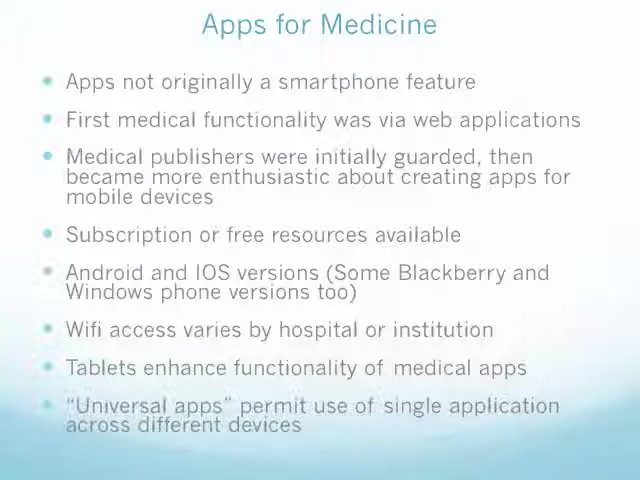 Apps for Medicine
Apps not originally a smartphone feature
First medical functionality was via web applications
Medical publishers were initially guarded, then
became more enthusiastic about creating apps for
mobile devices
Subscription or free resources available
Android and IOS versions (Some Blackberry and
Windows phone versions too)
Wifi access varies by hospital or institution
Tablets enhance functionality of medical apps
“Universal apps” permit use of single application
across different devices